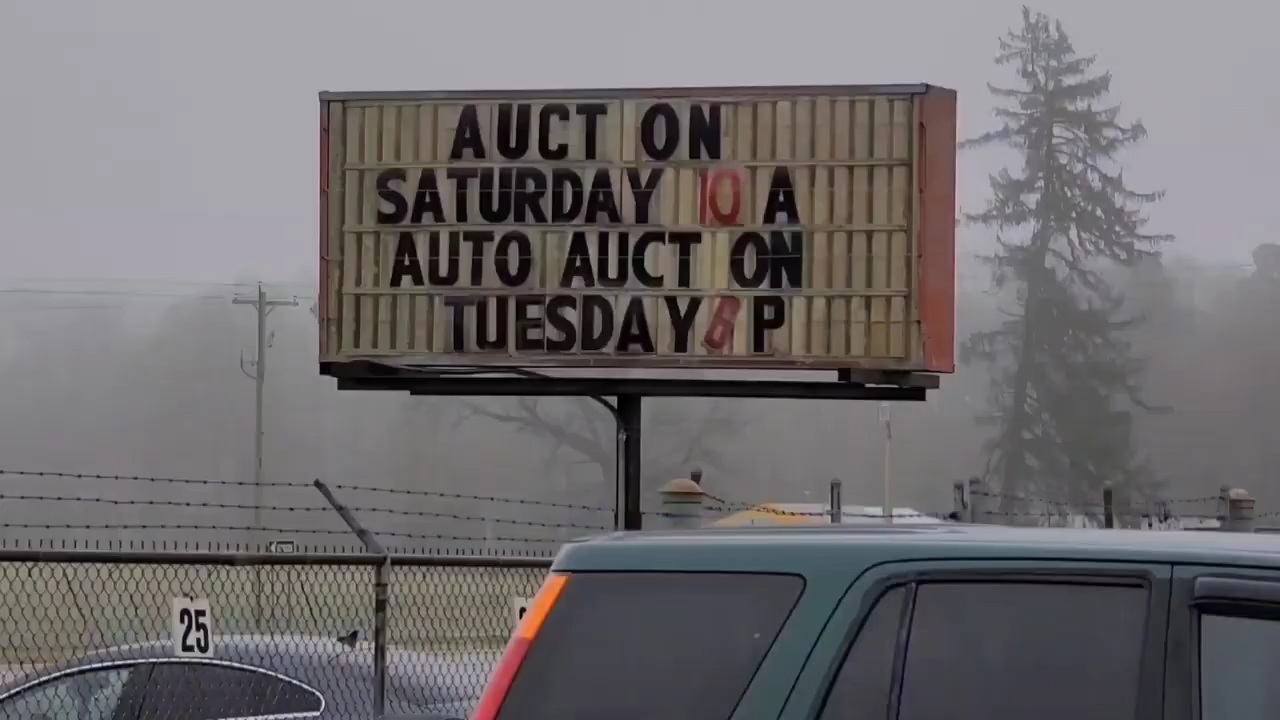 AUCT ON
SATURDAY 10 A
AUTO AUCT ON
TUESDAY 6 P
25